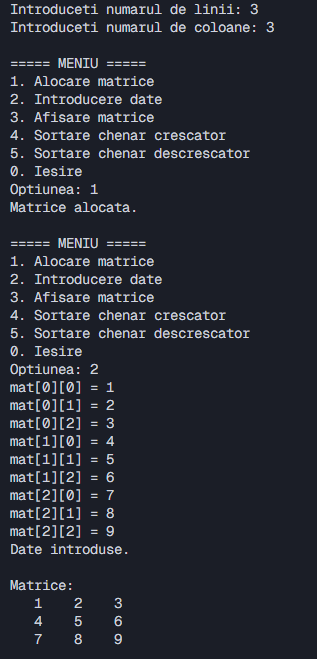 Introduceti numarul de linii: 3
Introduceti numarul de coloane: 3

===== MENIU =====
1. Alocare matrice
2. Introducere date
3. Afisare matrice
4. Sortare chenar crescator
5. Sortare chenar descrescator
0. Iesire
Optiunea: 1
Matrice alocata.

===== MENIU =====
1. Alocare matrice
2. Introducere date
3. Afisare matrice
4. Sortare chenar crescator
5. Sortare chenar descrescator
0. Iesire
Optiunea: 2
mat[0][0] = 1
mat[0][1] = 2
mat[0][2] = 3
mat[1][0] = 4
mat[1][1] = 5
mat[1][2] = 6
mat[2][0] = 7
mat[2][1] = 8
mat[2][2] = 9
Date introduse.

Matrice:
   1    2    3
   4    5    6
   7    8    9